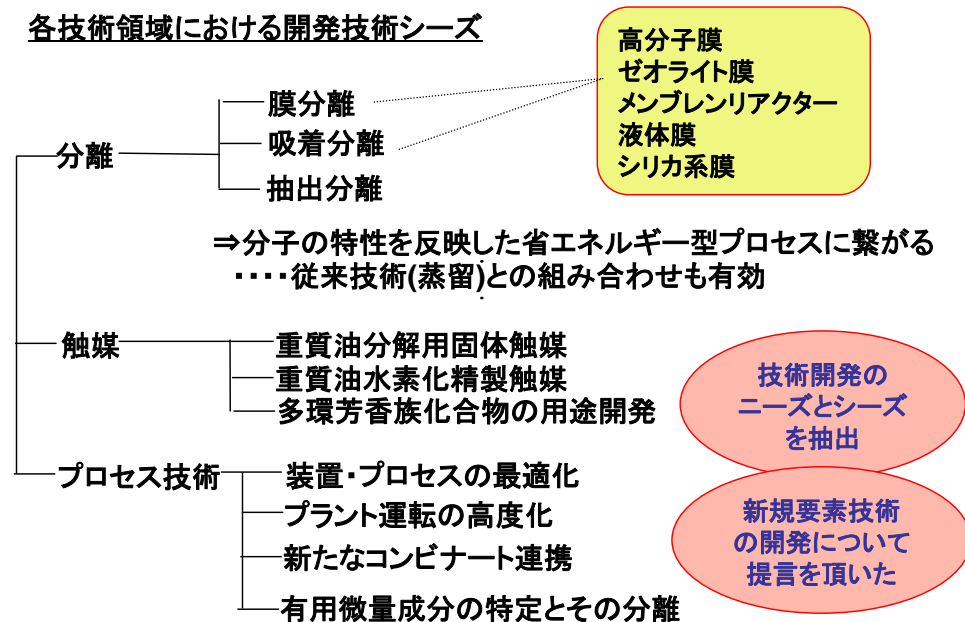 各技術領域における開発技術シーズ
高分子膜
ゼオライト膜
メンブレンリアクター
液体膜
シリカ系膜
分離
膜分離
吸着分離
抽出分離
⇒分子の特性を反映した省エネルギー型プロセスに繋がる
・・・・従来技術(蒸留)との組み合わせも有効
触媒
重質油分解用固体触媒
重質油水素化精製触媒
多環芳香族化合物の用途開発
技術開発の
ニーズとシーズ
を抽出
プロセス技術
装置・プロセスの最適化
プラント運転の高度化
新たなコンビナート連携
有用微量成分の特定とその分離
新規要素技術
の開発について
提言を頂いた